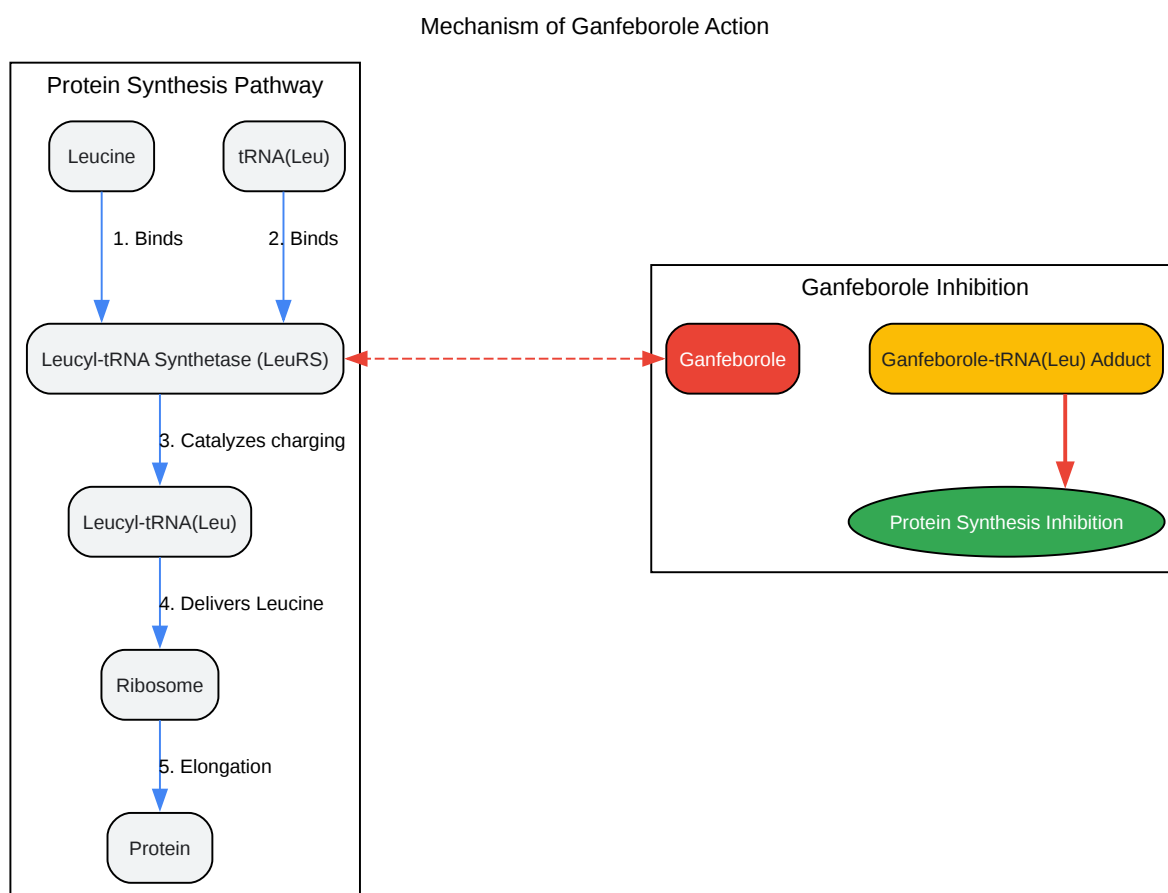 Mechanism of Ganfeborole Action
Protein Synthesis Pathway
Leucine
tRNA(Leu)
1. Binds
2. Binds
Leucyl-tRNA Synthetase (LeuRS)
3. Catalyzes charging
Leucyl-tRNA(Leu)
4. Delivers Leucine
Ribosome
5. Elongation
Protein
Ganfeborole Inhibition
Ganfeborole
Ganfeborole-tRNA(Leu) Adduct
Protein Synthesis Inhibition